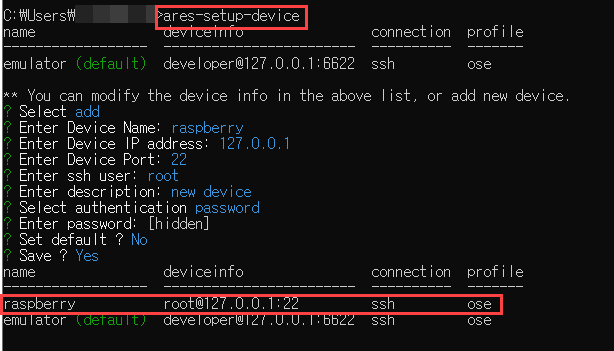 C:₩Users₩ >ares-setup-device
name deviceinfo connection profile
------------------ ------------------------ ---------- -------
emulator (default) developer@127.0.0.1:6622 ssh ose
** You can modify the device info in the above list, or add new device.
? Select add
? Enter Device Name: raspberry
? Enter Device IP address: 127.0.0.1
? Enter Device Port: 22
? Enter ssh user: root
? Enter description: new device
? Select authentication password
? Enter password: [hidden]
? Set default ? No
? Save ? Yes
name deviceinfo connection profile
------------------ ------------------------ ---------- -------
raspberry root@127.0.0.1:22 ssh ose
emulator (default) developer@127.0.0.1:6622 ssh ose